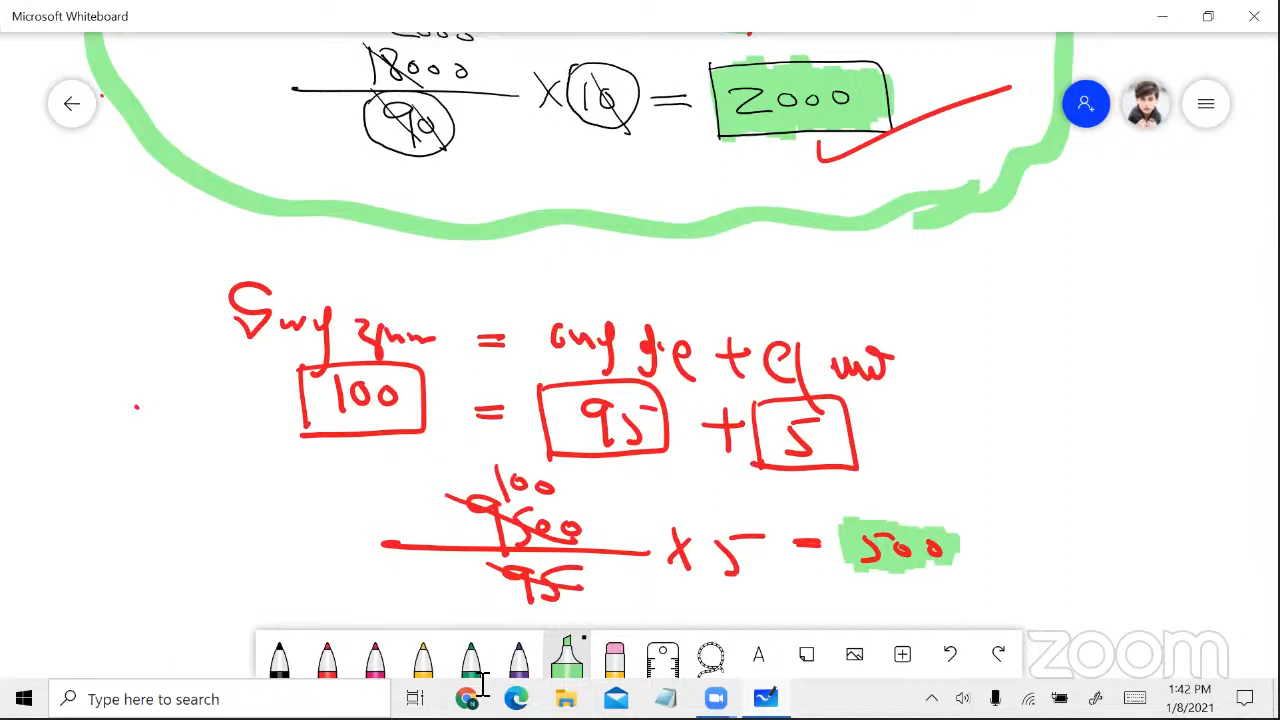 Microsoft Whiteboard
18000
90 × 10 = 2000
=
+
100 = 95 + 5
100
9500
95 × 5 = 500
zoom
Type here to search
1:42 PM
1/8/2021